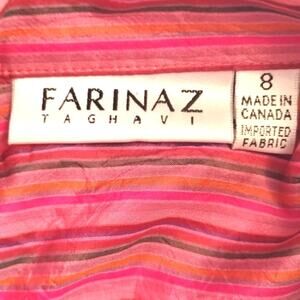 FARINAZ
TAGHAVI
8
MADE IN
CANADA
IMPORTED
FABRIC